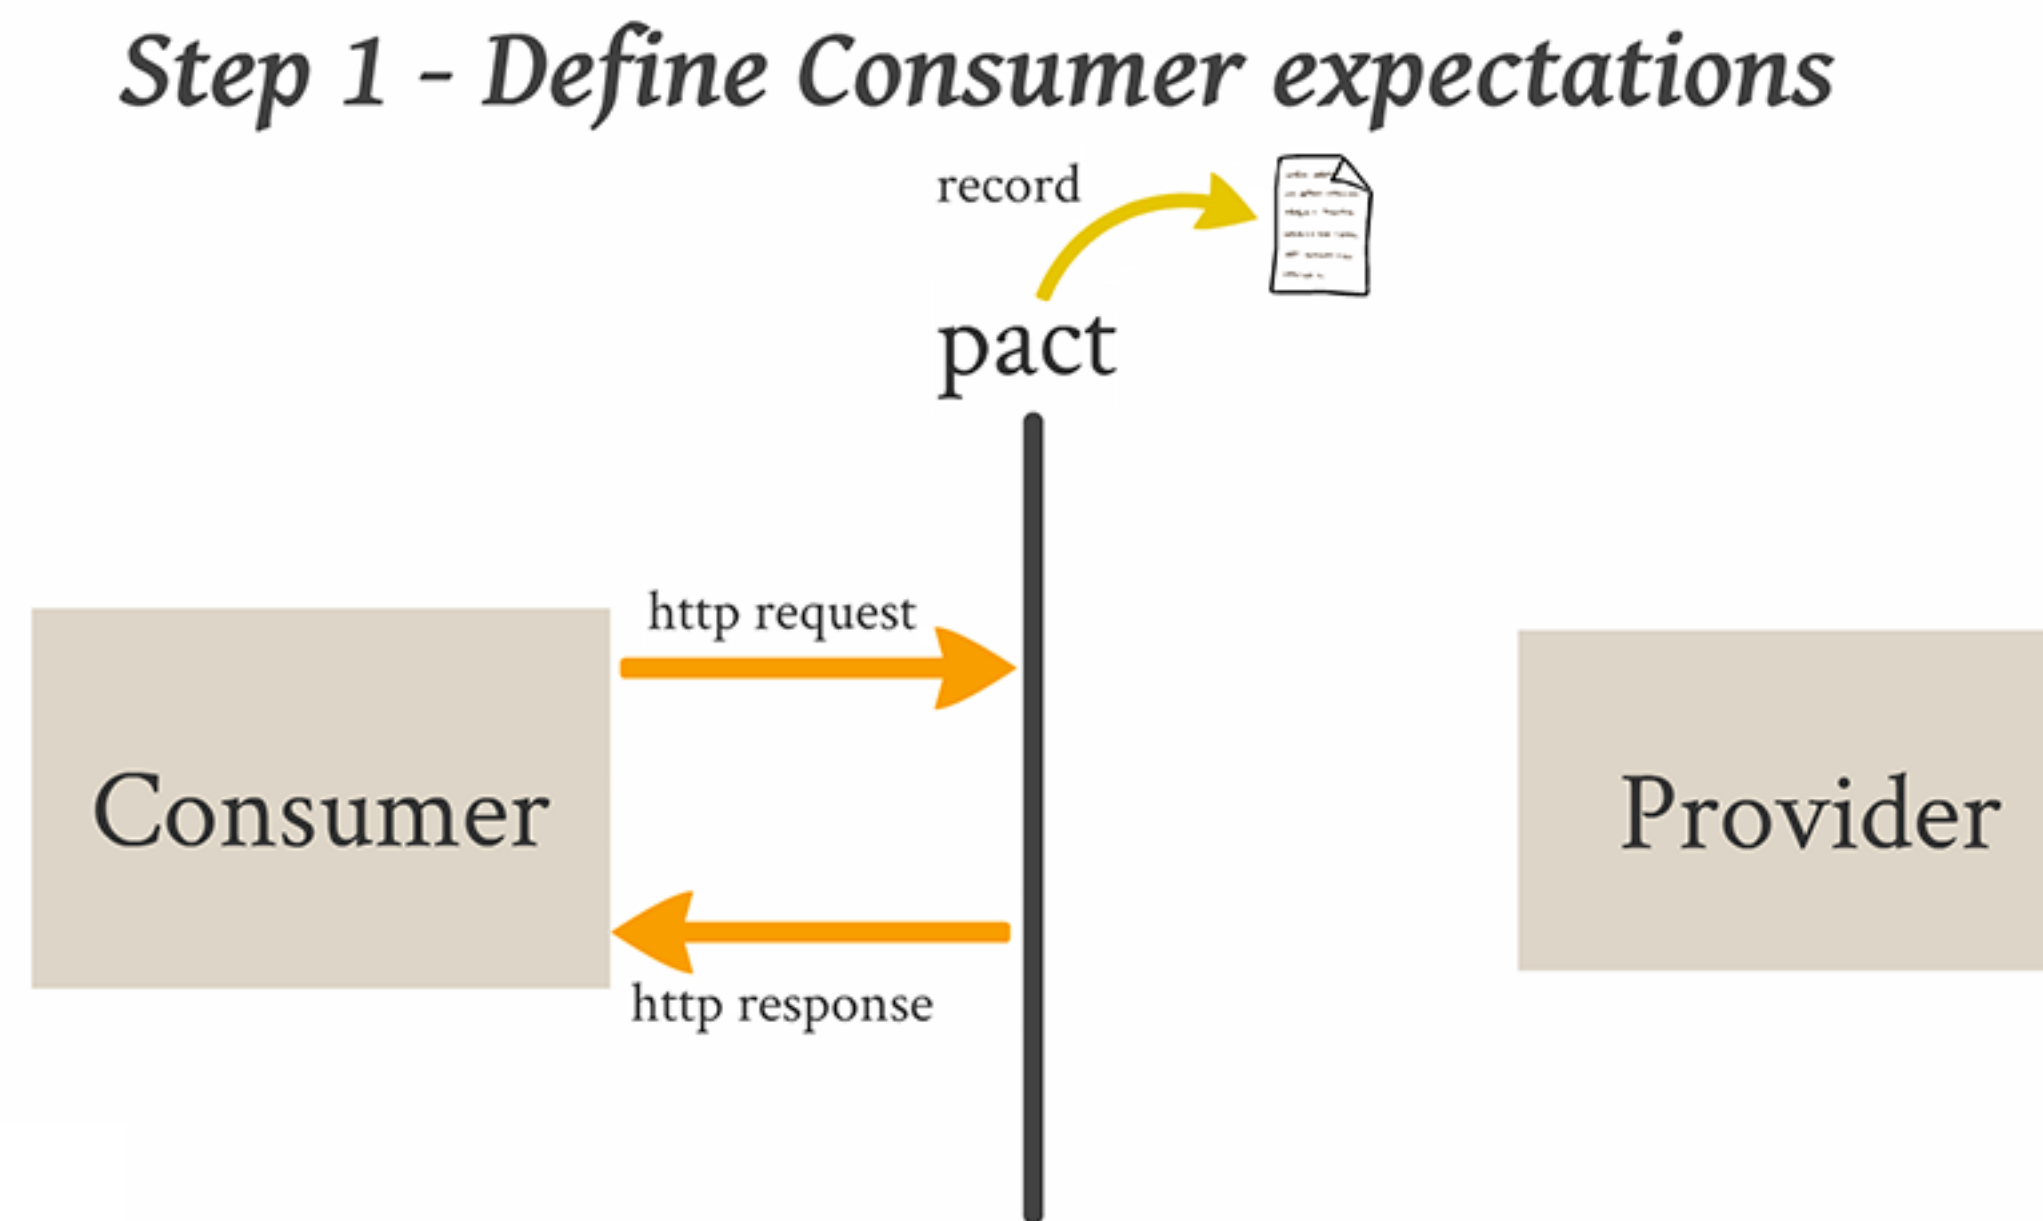 Step 1 - Define Consumer expectations
record
pact
http request
Consumer
Provider
http response